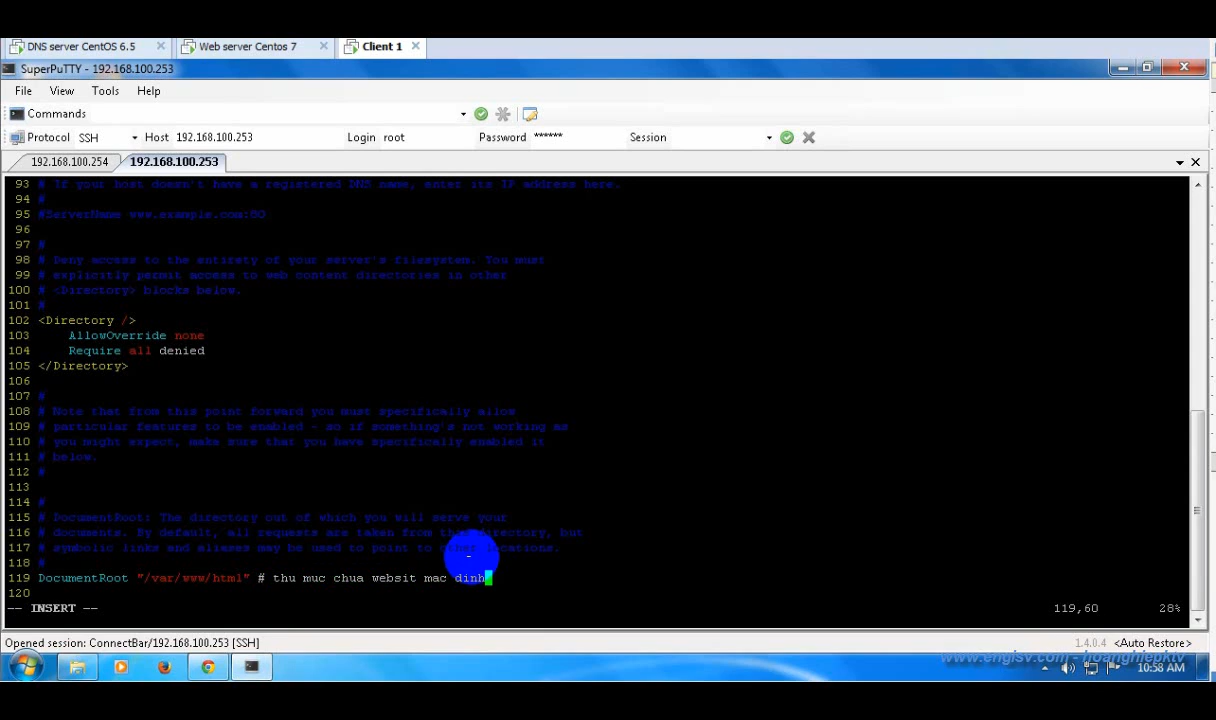 DNS server CentOS 6.5
Web server Centos 7
Client 1
SuperPuTTY - 192.168.100.253
File View Tools Help
Commands
Protocol SSH Host 192.168.100.253 Login root Password ****** Session
192.168.100.254 192.168.100.253
93 # If your host doesn't have a registered DNS name, enter its IP address here.
94 #
95 #ServerName www.example.com:80
96
97 #
98 # Deny access to the entirety of your server's filesystem. You must
99 # explicitly permit access to web content directories in other
100 # <Directory> blocks below.
101 #
102 <Directory />
103 AllowOverride none
104 Require all denied
105 </Directory>
106
107 #
108 # Note that from this point forward you must specifically allow
109 # particular features to be enabled - so if something's not working as
110 # you might expect, make sure that you have specifically enabled it
111 # below.
112 #
113
114 #
115 # DocumentRoot: The directory out of which you will serve your
116 # documents. By default, all requests are taken from this directory, but
117 # symbolic links and aliases may be used to point to other locations.
118 #
119 DocumentRoot "/var/www/html" # thu muc chua websit mac dinh
120
-- INSERT -- 119,60 28%
Opened session: ConnectBar/192.168.100.253 [SSH] 1.4.0.4 <Auto Restore>
www.engisv.com - hoanghiepktv
10:58 AM